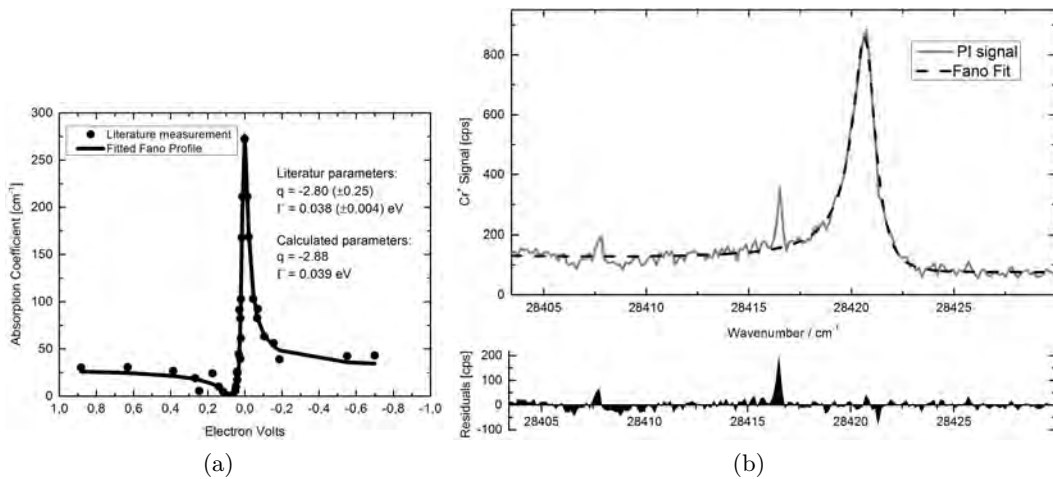 300
250
200
150
100
50
0
Absorption Coefficient [cm⁻¹]
Literature measurement
Fitted Fano Profile
Literatur parameters:
q = -2.80 (±0.25)
Γ = 0.038 (±0.004) eV
Calculated parameters:
q = -2.88
Γ = 0.039 eV
1,0 0,8 0,6 0,4 0,2 0,0 -0,2 -0,4 -0,6 -0,8 -1,0
Electron Volts
(a)
800
600
400
200
0
Cr⁺ Signal [cps]
PI signal
Fano Fit
28405 28410 28415 28420 28425
Wavenumber / cm⁻¹
200
100
0
-100
Residuals [cps]
28405 28410 28415 28420 28425
(b)